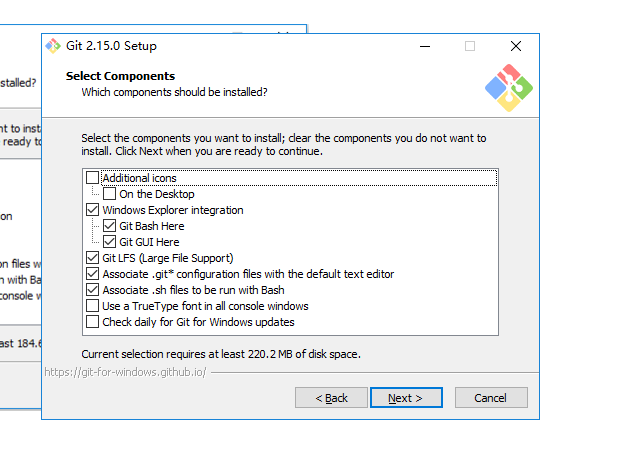 Git 2.15.0 Setup
Select Components
Which components should be installed?
Select the components you want to install; clear the components you do not want to
install. Click Next when you are ready to continue.
Additional icons
On the Desktop
Windows Explorer integration
Git Bash Here
Git GUI Here
Git LFS (Large File Support)
Associate .git* configuration files with the default text editor
Associate .sh files to be run with Bash
Use a TrueType font in all console windows
Check daily for Git for Windows updates
Current selection requires at least 220.2 MB of disk space.
https://git-for-windows.github.io/
< Back
Next >
Cancel
stalled?
nt to inst
ready to
on
on files w
n with Ba
console w
ast 184.6